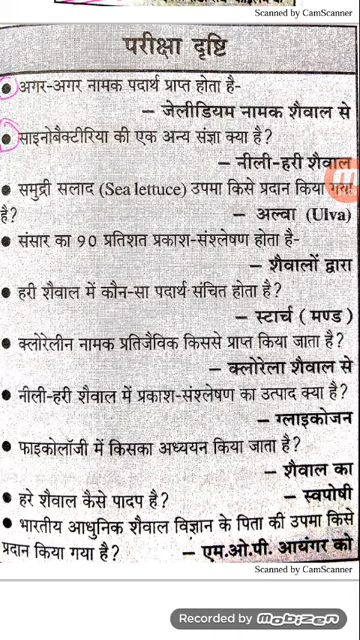 Scanned by CamScanner
परीक्षा दृष्टि
● अगर-अगर नामक पदार्थ प्राप्त होता है-
– जेलीडियम नामक शैवाल से
● साइनोबैक्टीरिया की एक अन्य संज्ञा क्या है?
– नीली-हरी शैवाल
● समुद्री सलाद (Sea lettuce) उपमा किसे प्रदान किया गया
है? – अल्वा (Ulva)
● संसार का 90 प्रतिशत प्रकाश-संश्लेषण होता है-
– शैवालों द्वारा
● हरी शैवाल में कौन-सा पदार्थ संचित होता है?
– स्टार्च (मण्ड)
● क्लोरेलीन नामक प्रतिजैविक किससे प्राप्त किया जाता है?
– क्लोरेला शैवाल से
● नीली-हरी शैवाल में प्रकाश-संश्लेषण का उत्पाद क्या है?
– ग्लाइकोजन
● फाइकोलॉजी में किसका अध्ययन किया जाता है?
– शैवाल का
● हरे शैवाल कैसे पादप है? – स्वपोषी
● भारतीय आधुनिक शैवाल विज्ञान के पिता की उपमा किसे
प्रदान किया गया है? – एम.ओ.पी. आयंगर को
Scanned by CamScanner
Recorded by MOBIZEN